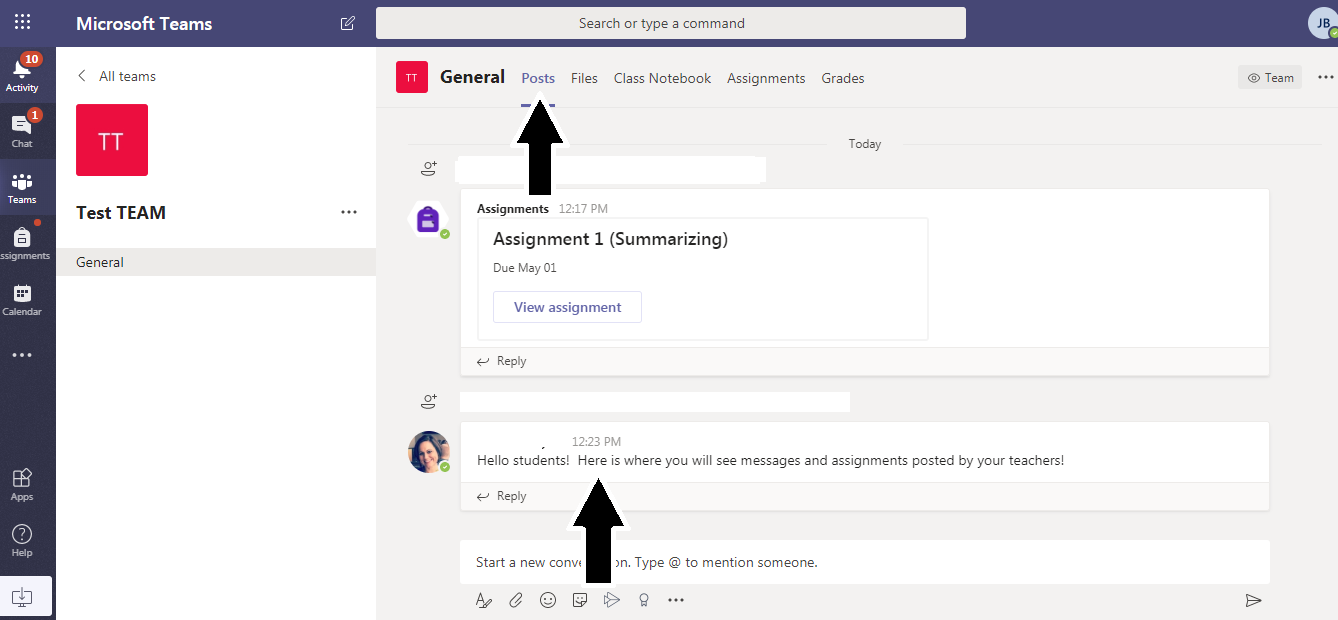 Microsoft Teams
Search or type a command
JB
10
Activity
1
Chat
Teams
ssignments
Calendar
Apps
Help
All teams
TT
Test TEAM
General
TT
General Posts Files Class Notebook Assignments Grades
Team
Today
Assignments 12:17 PM
Assignment 1 (Summarizing)
Due May 01
View assignment
Reply
12:23 PM
Hello students! Here is where you will see messages and assignments posted by your teachers!
Reply
Start a new conve on. Type @ to mention someone.